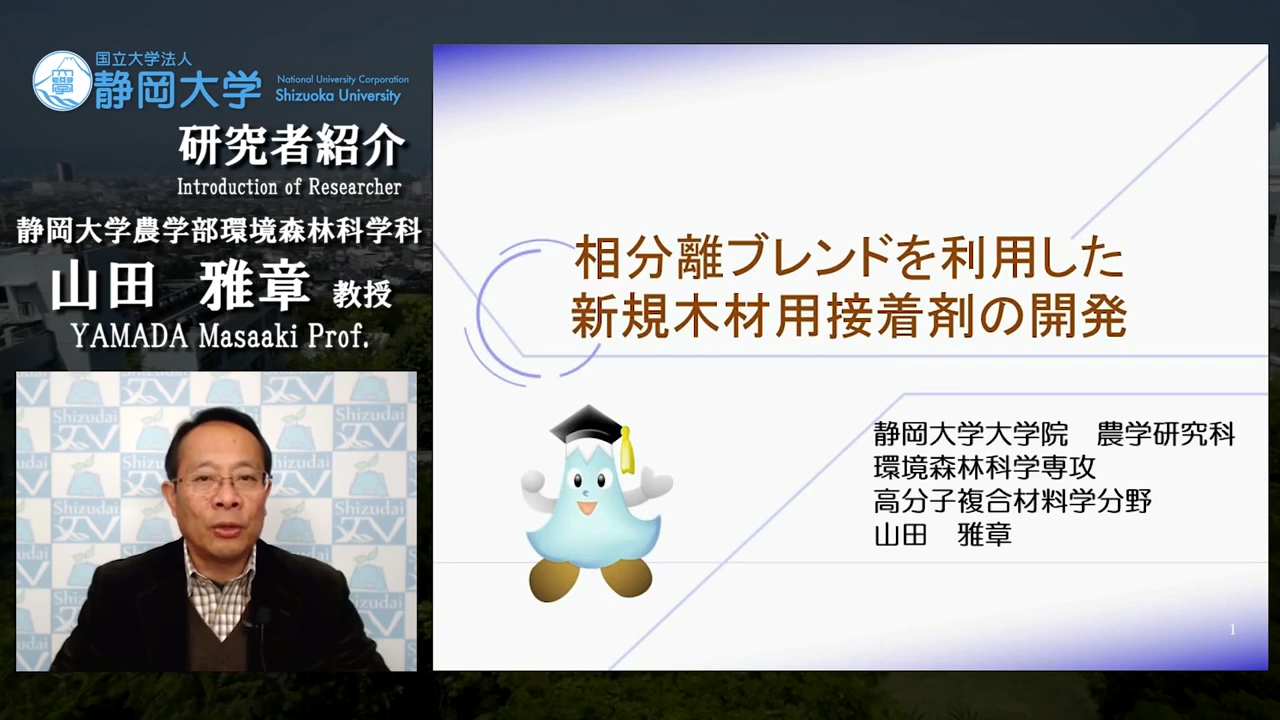 国立大学法人
静岡大学
National University Corporation
Shizuoka University
研究者紹介
Introduction of Researcher
静岡大学農学部環境森林科学科
山田 雅章 教授
YAMADA Masaaki Prof.
Shizudai
TV
相分離ブレンドを利用した
新規木材用接着剤の開発
静岡大学大学院 農学研究科
環境森林科学専攻
高分子複合材料学分野
山田 雅章
1